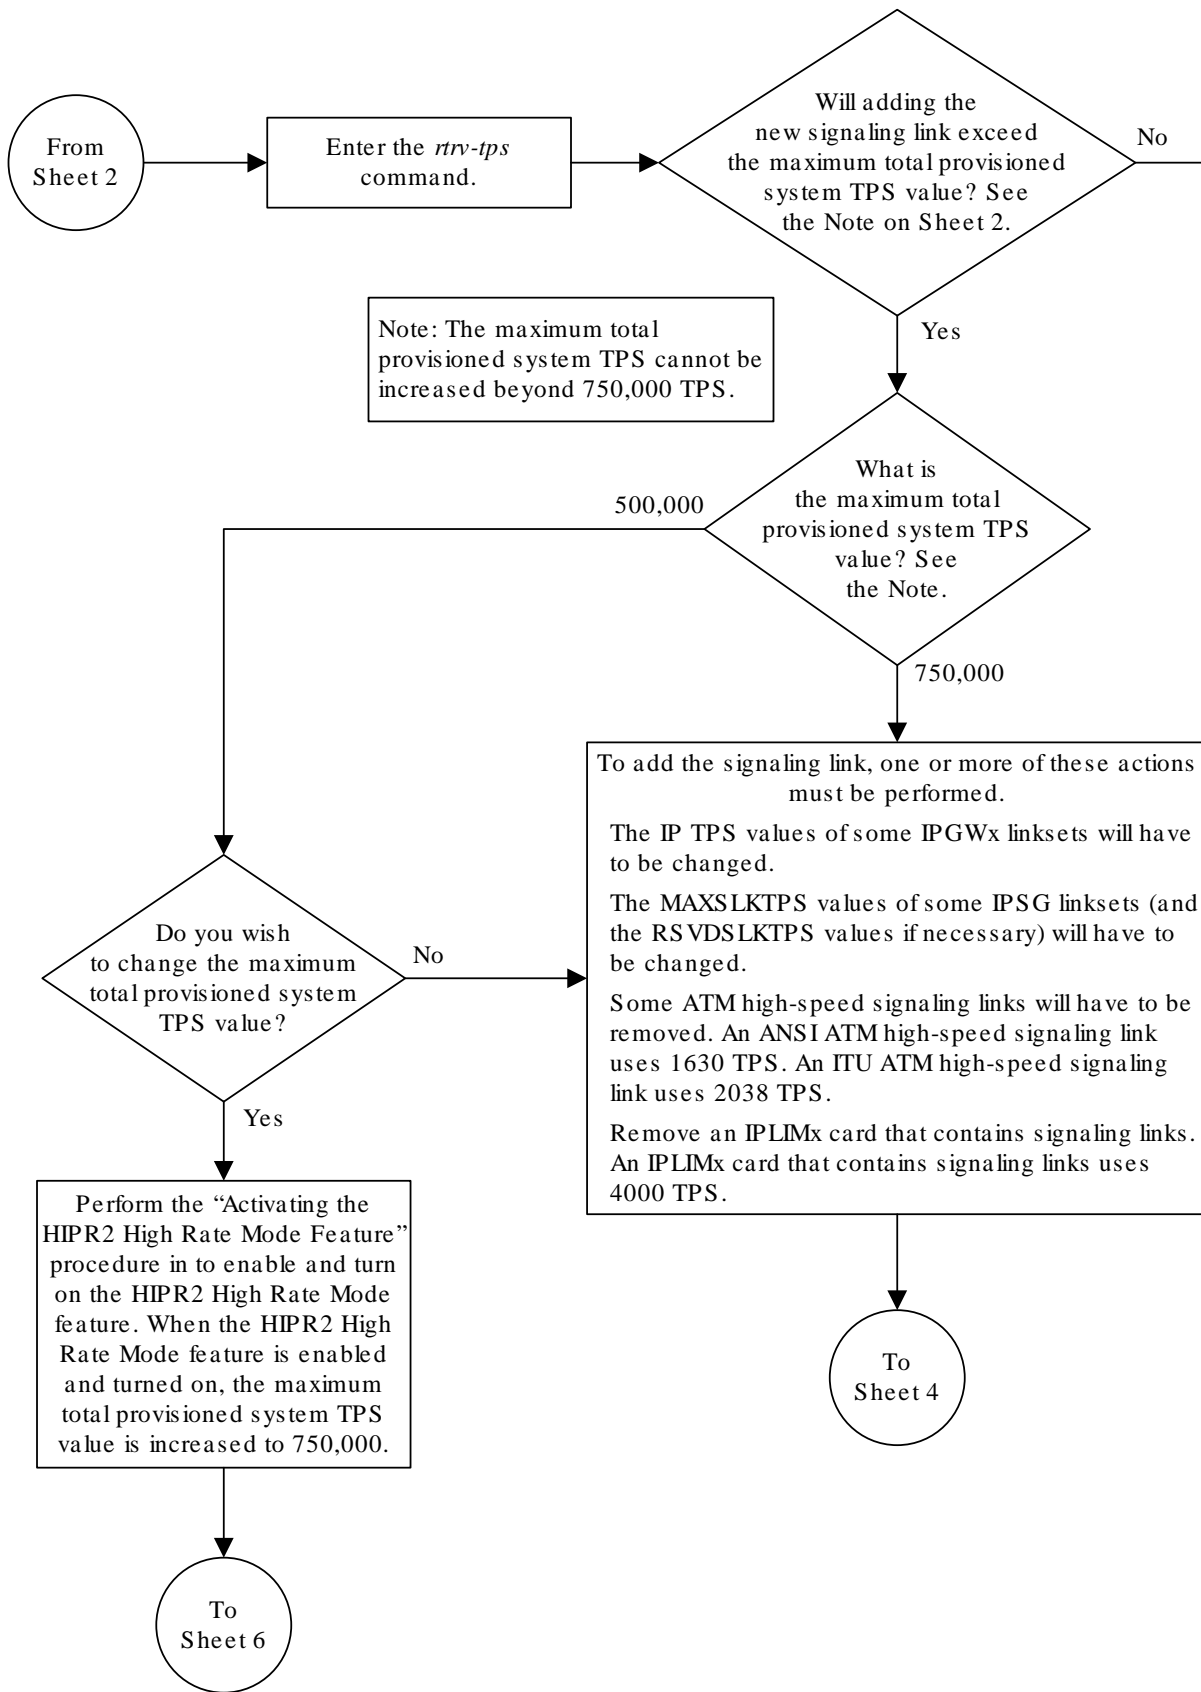 From
Sheet 2
Enter the rtrv-tps
command.
Will adding the
new signaling link exceed
the maximum total provisioned
system TPS value? See
the Note on Sheet 2.
No
Note: The maximum total
provisioned system TPS cannot be
increased beyond 750,000 TPS.
Yes
What is
the maximum total
provisioned system TPS
value? See
the Note.
500,000
750,000
To add the signaling link, one or more of these actions
must be performed.
The IP TPS values of some IPGWx linksets will have
to be changed.
The MAXSLKTPS values of some IPSG linksets (and
the RSVDSLKTPS values if necessary) will have to
be changed.
Some ATM high-speed signaling links will have to be
removed. An ANSI ATM high-speed signaling link
uses 1630 TPS. An ITU ATM high-speed signaling
link uses 2038 TPS.
Remove an IPLIMx card that contains signaling links.
An IPLIMx card that contains signaling links uses
4000 TPS.
Do you wish
to change the maximum
total provisioned system
TPS value?
No
Yes
Perform the “Activating the
HIPR2 High Rate Mode Feature”
procedure in to enable and turn
on the HIPR2 High Rate Mode
feature. When the HIPR2 High
Rate Mode feature is enabled
and turned on, the maximum
total provisioned system TPS
value is increased to 750,000.
To
Sheet 4
To
Sheet 6